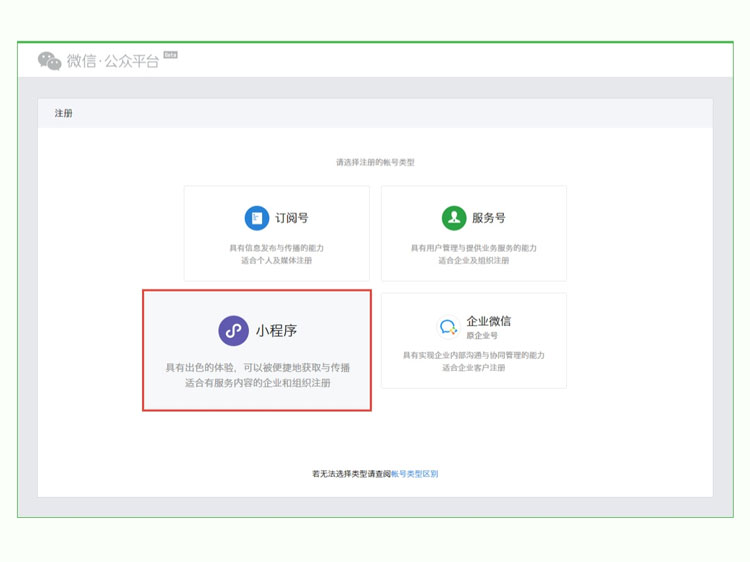 微信·公众平台 Beta
注册
请选择注册的帐号类型
订阅号
具有信息发布与传播的能力
适合个人及媒体注册
服务号
具有用户管理与提供业务服务的能力
适合企业及组织注册
小程序
具有出色的体验，可以被便捷地获取与传播
适合有服务内容的企业和组织注册
企业微信
原企业号
具有实现企业内部沟通与协同管理的能力
适合企业客户注册
若无法选择类型请查阅帐号类型区别